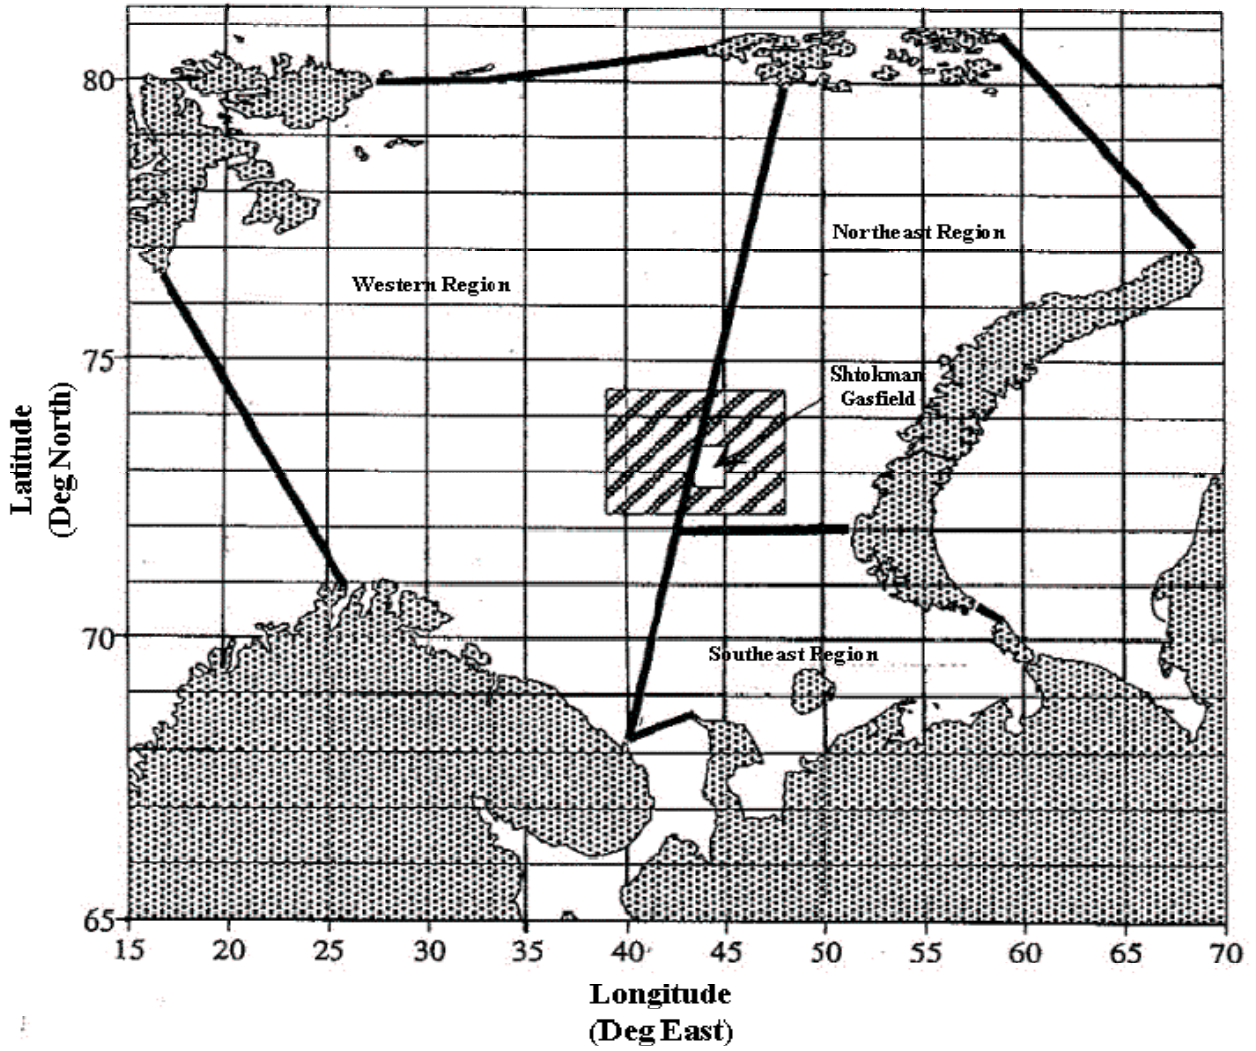 80
Northeast Region
Western Region
75
Shtokman
Gasfield
Latitude
(Deg North)
70
Southeast Region
65
15 20 25 30 35 40 45 50 55 60 65 70
Longitude
(Deg East)